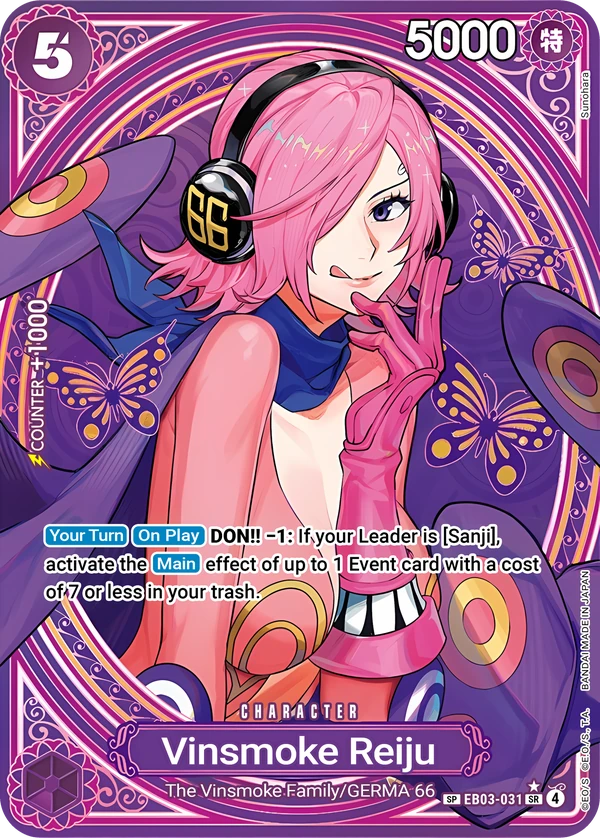 5
5000
特
Sunohara
66
COUNTER +1000
Your Turn On Play DON!! −1: If your Leader is [Sanji],
activate the Main effect of up to 1 Event card with a cost
of 7 or less in your trash.
CHARACTER
Vinsmoke Reiju
The Vinsmoke Family/GERMA 66
SP EB03-031 SR 4
©E.O/S. ©E.O/S., T.A. BANDAI MADE IN JAPAN